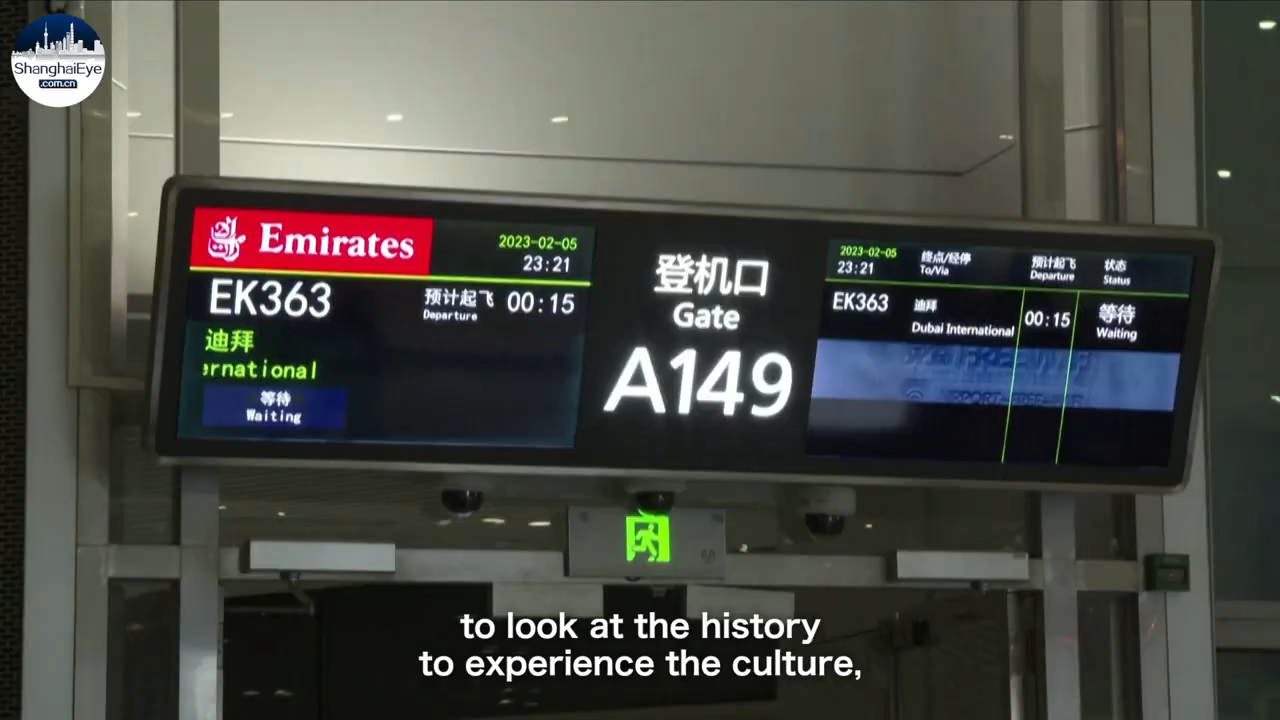 ShanghaiEye
.com.cn
Emirates
2023-02-05
23:21
EK363
预计起飞
Departure
00:15
迪拜
ernational
等待
Waiting
登机口
Gate
A149
2023-02-05
23:21
终点/经停
To/Via
预计起飞
Departure
状态
Status
EK363
迪拜
Dubai International
00:15
等待
Waiting
to look at the history
to experience the culture,